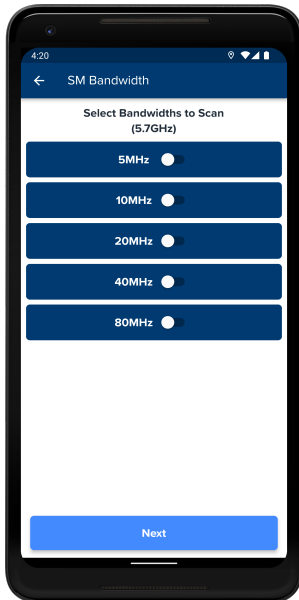 4:20
SM Bandwidth
Select Bandwidths to Scan
(5.7GHz)
5MHz
10MHz
20MHz
40MHz
80MHz
Next